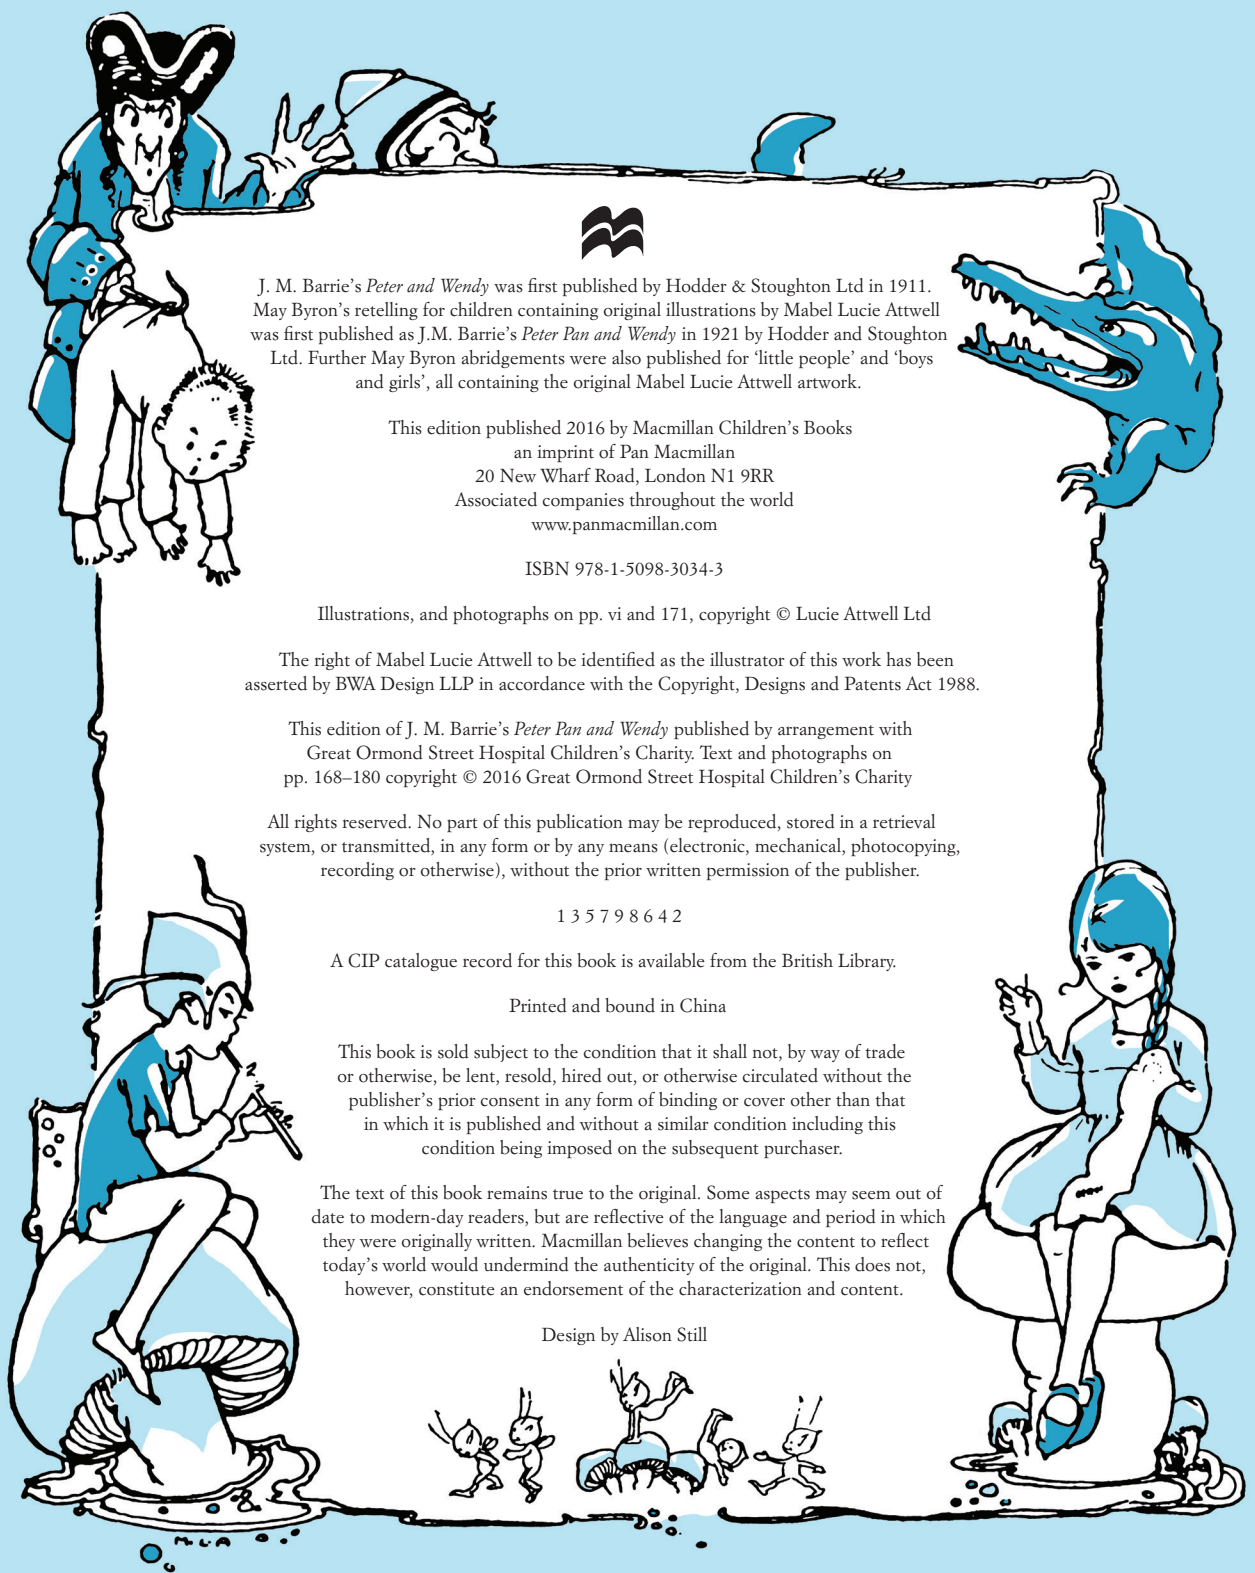 J. M. Barrie’s Peter and Wendy was first published by Hodder & Stoughton Ltd in 1911.
May Byron’s retelling for children containing original illustrations by Mabel Lucie Attwell
was first published as J.M. Barrie’s Peter Pan and Wendy in 1921 by Hodder and Stoughton
Ltd. Further May Byron abridgements were also published for ‘little people’ and ‘boys
and girls’, all containing the original Mabel Lucie Attwell artwork.
This edition published 2016 by Macmillan Children’s Books
an imprint of Pan Macmillan
20 New Wharf Road, London N1 9RR
Associated companies throughout the world
www.panmacmillan.com
ISBN 978-1-5098-3034-3
Illustrations, and photographs on pp. vi and 171, copyright © Lucie Attwell Ltd
The right of Mabel Lucie Attwell to be identified as the illustrator of this work has been
asserted by BWA Design LLP in accordance with the Copyright, Designs and Patents Act 1988.
This edition of J. M. Barrie’s Peter Pan and Wendy published by arrangement with
Great Ormond Street Hospital Children’s Charity. Text and photographs on
pp. 168–180 copyright © 2016 Great Ormond Street Hospital Children’s Charity
All rights reserved. No part of this publication may be reproduced, stored in a retrieval
system, or transmitted, in any form or by any means (electronic, mechanical, photocopying,
recording or otherwise), without the prior written permission of the publisher.
1 3 5 7 9 8 6 4 2
A CIP catalogue record for this book is available from the British Library.
Printed and bound in China
This book is sold subject to the condition that it shall not, by way of trade
or otherwise, be lent, resold, hired out, or otherwise circulated without the
publisher’s prior consent in any form of binding or cover other than that
in which it is published and without a similar condition including this
condition being imposed on the subsequent purchaser.
The text of this book remains true to the original. Some aspects may seem out of
date to modern-day readers, but are reflective of the language and period in which
they were originally written. Macmillan believes changing the content to reflect
today’s world would undermind the authenticity of the original. This does not,
however, constitute an endorsement of the characterization and content.
Design by Alison Still
M.L.A